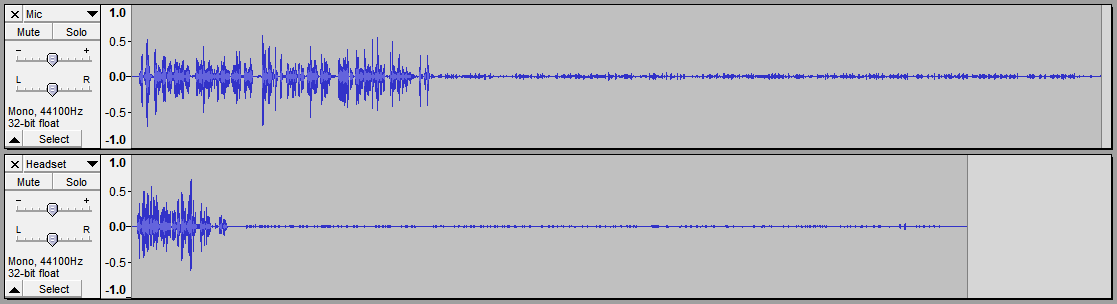 Mic
Mute Solo
- +
L R
Mono, 44100Hz
32-bit float
Select
1.0
0.5
0.0
-0.5
-1.0
Headset
Mute Solo
- +
L R
Mono, 44100Hz
32-bit float
Select
1.0
0.5
0.0
-0.5
-1.0